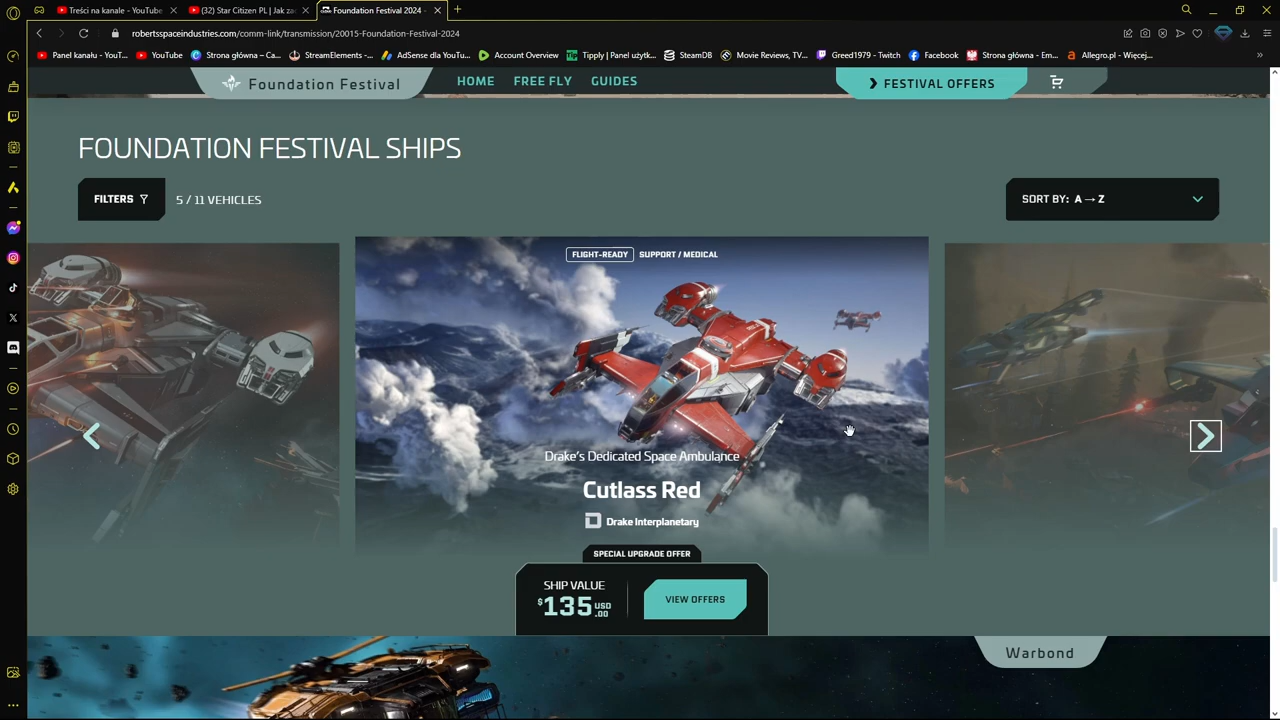 Treści na kanale - YouTube
(32) Star Citizen PL | Jak zac
Foundation Festival 2024 -
robertsspaceindustries.com/comm-link/transmission/20015-Foundation-Festival-2024
Panel kanału - YouT...
YouTube
Strona główna – Ci...
StreamElements -...
AdSense dla YouTu...
Account Overview
Tipply | Panel użytk...
SteamDB
Movie Reviews, TV...
Greed1979 - Twitch
Facebook
Strona główna - Em...
Allegro.pl - Więcej...
Foundation Festival
HOME
FREE FLY
GUIDES
FESTIVAL OFFERS
FOUNDATION FESTIVAL SHIPS
FILTERS
5 / 11 VEHICLES
SORT BY: A → Z
FLIGHT-READY
SUPPORT / MEDICAL
Drake's Dedicated Space Ambulance
Cutlass Red
Drake Interplanetary
SPECIAL UPGRADE OFFER
SHIP VALUE
$135 USD .00
VIEW OFFERS
Warbond